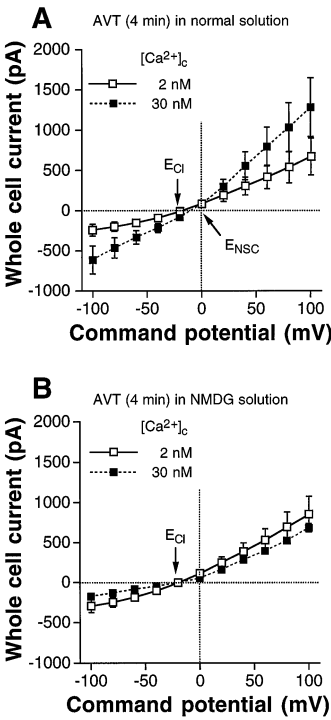 A
AVT (4 min) in normal solution
[Ca2+]c
2 nM
30 nM
ECl
ENSC
Whole cell current (pA)
2000
1500
1000
500
0
-500
-1000
-100
-50
0
50
100
Command potential (mV)
B
AVT (4 min) in NMDG solution
[Ca2+]c
2 nM
30 nM
ECl
Whole cell current (pA)
2000
1500
1000
500
0
-500
-1000
-100
-50
0
50
100
Command potential (mV)